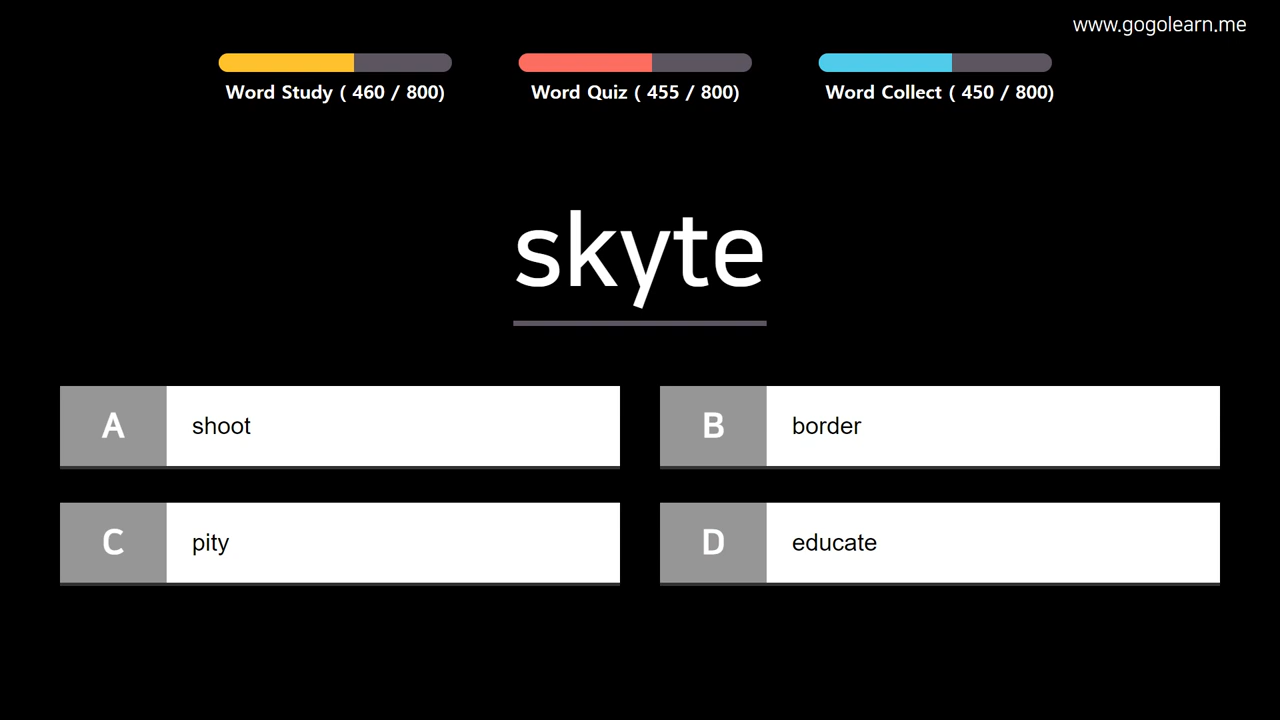 www.gogolearn.me
Word Study ( 460 / 800)
Word Quiz ( 455 / 800)
Word Collect ( 450 / 800)
skyte
A shoot
B border
C pity
D educate